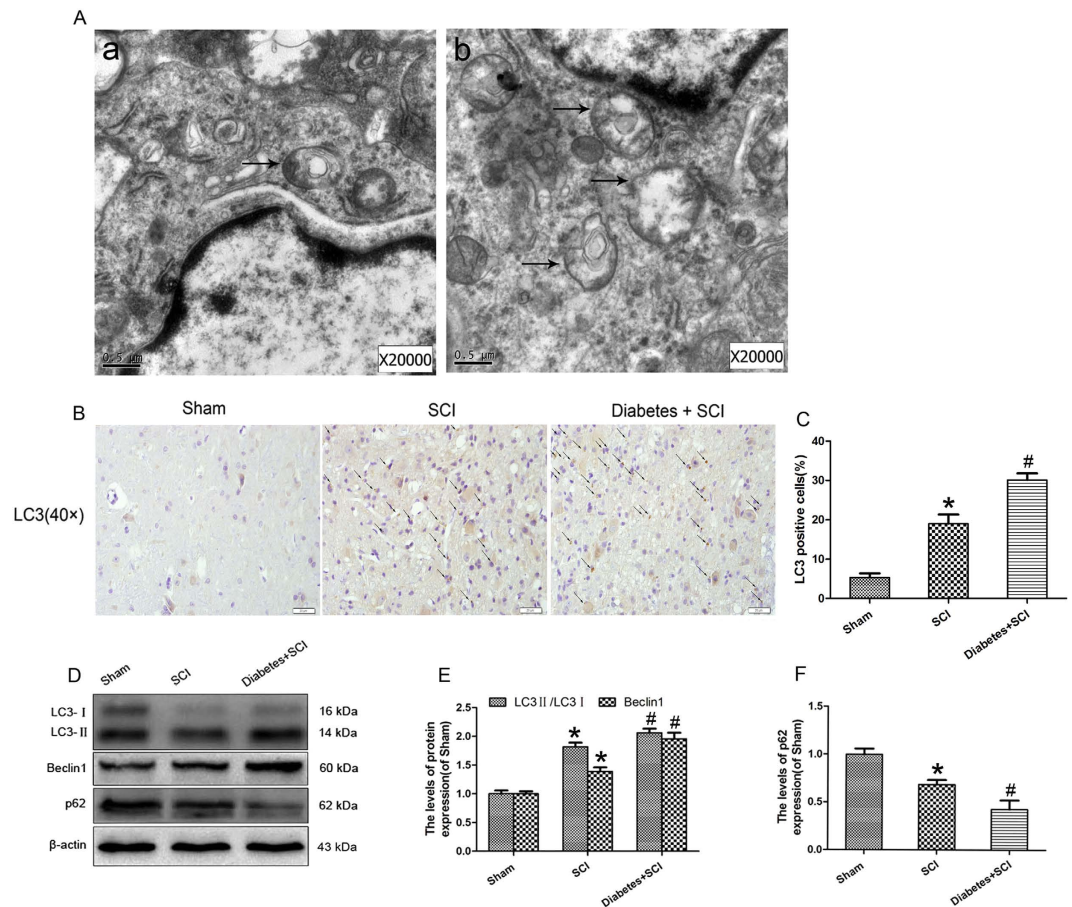 A
a
b
0.5 μm
X20000
0.5 μm
X20000
B
Sham
SCI
Diabetes + SCI
LC3(40×)
C
LC3 positive cells(%)
40
30
20
10
0
*
#
Sham
SCI
Diabetes+SCI
D
Sham
SCI
Diabetes+SCI
LC3-Ⅰ
16 kDa
LC3-Ⅱ
14 kDa
Beclin1
60 kDa
p62
62 kDa
β-actin
43 kDa
E
LC3Ⅱ/LC3Ⅰ
Beclin1
The levels of protein
expression(of Sham)
2.5
2.0
1.5
1.0
0.5
0.0
*
*
#
#
Sham
SCI
Diabetes+SCI
F
The levels of p62
expression(of Sham)
1.5
1.0
0.5
0.0
*
#
Sham
SCI
Diabetes+SCI